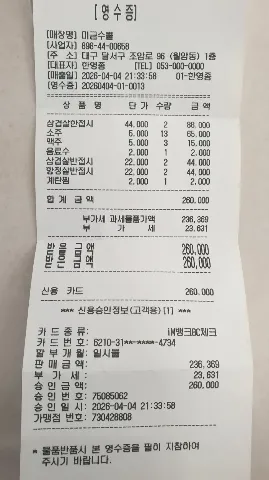 [영수증]
[매장명] 미금수뽈
[사업자] 696-44-00658
[주 소] 대구 달서구 조암로 96 (월암동) 1층
[대표자] 한영좀 [TEL] 053-000-0000
[매출일] 2026-04-04 21:33:58 01-한영좀
[영수증] 20260404-01-0013
상 품 명 단 가 수량 금 액
삼겹살한접시 44,000 2 88,000
소주 5,000 13 65,000
맥주 5,000 3 15,000
음료수 2,000 1 2,000
삼겹살반접시 22,000 2 44,000
항정살반접시 22,000 2 44,000
계란찜 2,000 1 2,000
합 계 금 액 260,000
부가세 과세물품가액 236,369
부 가 세 23,631
받 을 금 액 260,000
받 은 금 액 260,000
신용 카드 260,000
*** 신용승인정보(고객용) [1] ***
카 드 종 류: iM뱅크BC체크
카 드 번 호: 6210-31**-****-4734
할 부 개 월: 일시불
판 매 금 액: 236,369
부 가 세: 23,631
승 인 금 액: 260,000
승 인 번 호: 75085062
승 인 일 시: 2026-04-04 21:33:58
가맹점 번호: 730428808
* 물품반품시 본 영수증을 필히 지참하여
주시기 바랍니다.